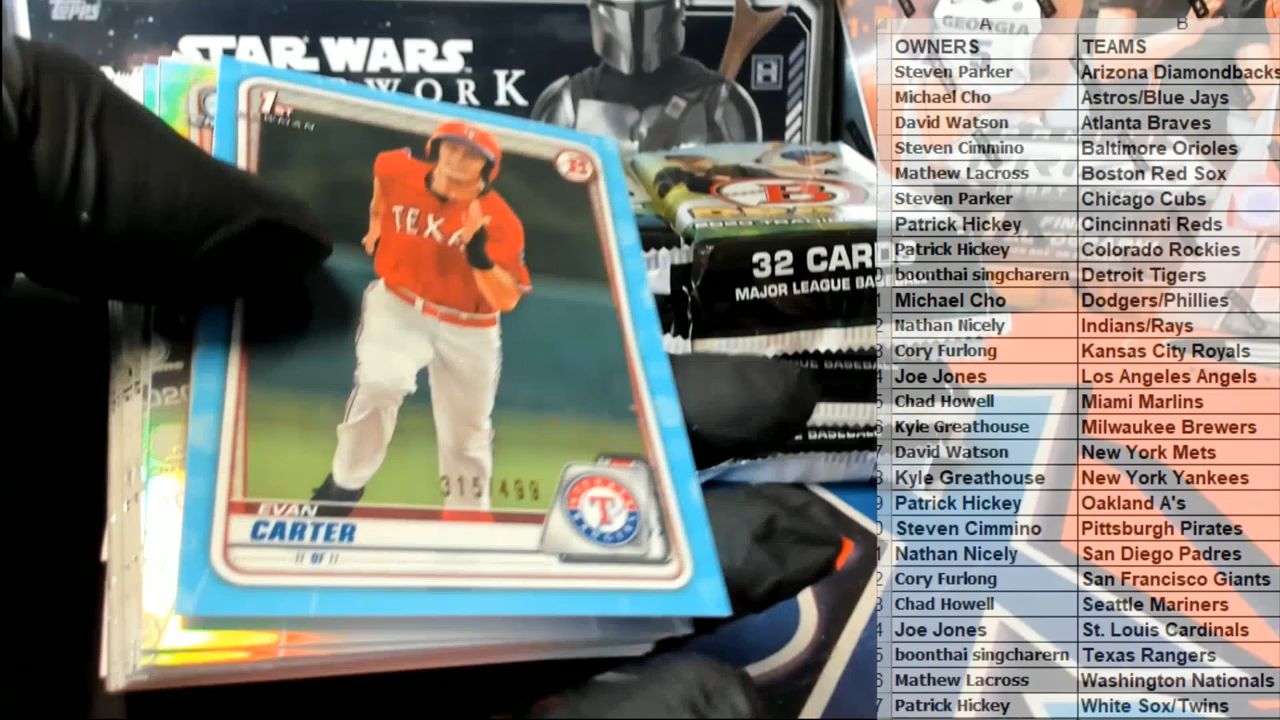 Topps
STAR WARS
WORK
1ST
BOWMAN
B
TEXA
315/499
EVAN
CARTER
OF
T
32 CARD
MAJOR LEAGUE BASEBALL
BASEBALL
GEORGIA
5
A B
OWNERS TEAMS
Steven Parker Arizona Diamondbacks
Michael Cho Astros/Blue Jays
David Watson Atlanta Braves
Steven Cimmino Baltimore Orioles
Mathew Lacross Boston Red Sox
Steven Parker Chicago Cubs
Patrick Hickey Cincinnati Reds
Patrick Hickey Colorado Rockies
boonthai singcharern Detroit Tigers
Michael Cho Dodgers/Phillies
Nathan Nicely Indians/Rays
Cory Furlong Kansas City Royals
Joe Jones Los Angeles Angels
Chad Howell Miami Marlins
Kyle Greathouse Milwaukee Brewers
David Watson New York Mets
Kyle Greathouse New York Yankees
Patrick Hickey Oakland A's
Steven Cimmino Pittsburgh Pirates
Nathan Nicely San Diego Padres
Cory Furlong San Francisco Giants
Chad Howell Seattle Mariners
Joe Jones St. Louis Cardinals
boonthai singcharern Texas Rangers
Mathew Lacross Washington Nationals
Patrick Hickey White Sox/Twins